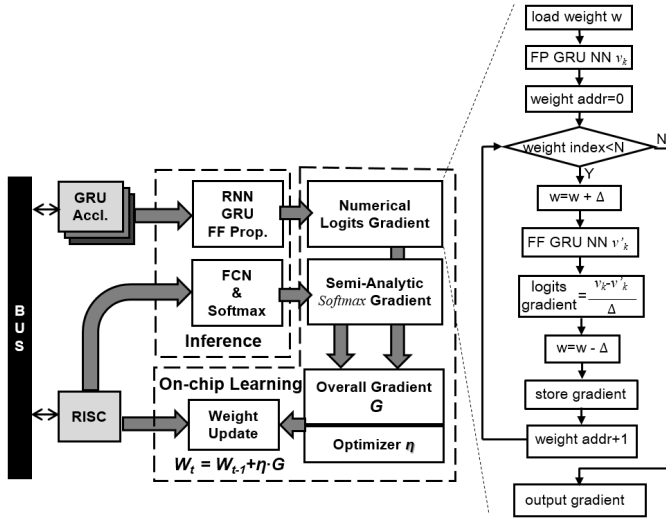 BUS
GRU
Accl.
RISC
RNN
GRU
FF Prop.
FCN
&
Softmax
Inference
Numerical
Logits Gradient
Semi-Analytic
Softmax Gradient
On-chip Learning
Overall Gradient
G
Optimizer η
Weight
Update
Wt = Wt-1+η·G
load weight w
FP GRU NN vk
weight addr=0
weight index<N
N
Y
w=w + Δ
FF GRU NN v'k
logits
gradient = vk-v'k
Δ
w=w - Δ
store gradient
weight addr+1
output gradient